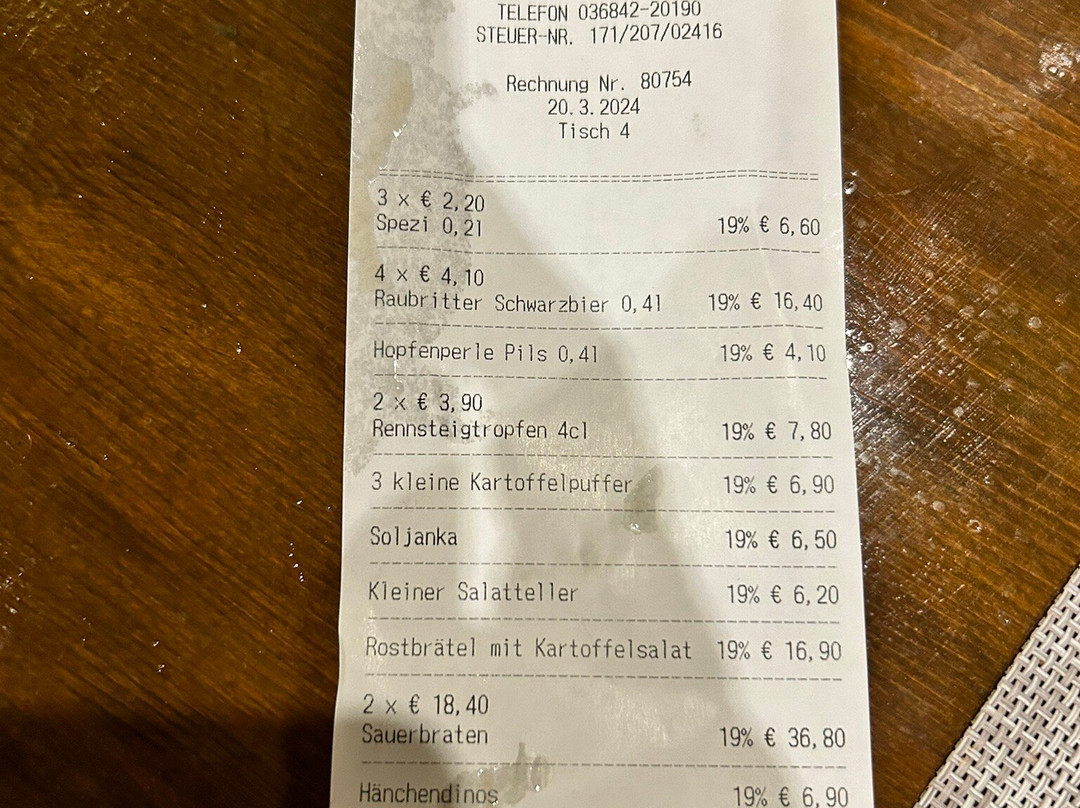 TELEFON 036842-20190
STEUER-NR. 171/207/02416
Rechnung Nr. 80754
20.3.2024
Tisch 4
3 x € 2,20
Spezi 0,2l 19% € 6,60
4 x € 4,10
Raubritter Schwarzbier 0,4l 19% € 16,40
Hopfenperle Pils 0,4l 19% € 4,10
2 x € 3,90
Rennsteigtropfen 4cl 19% € 7,80
3 kleine Kartoffelpuffer 19% € 6,90
Soljanka 19% € 6,50
Kleiner Salatteller 19% € 6,20
Rostbrätel mit Kartoffelsalat 19% € 16,90
2 x € 18,40
Sauerbraten 19% € 36,80
Hänchendinos 19% € 6,90